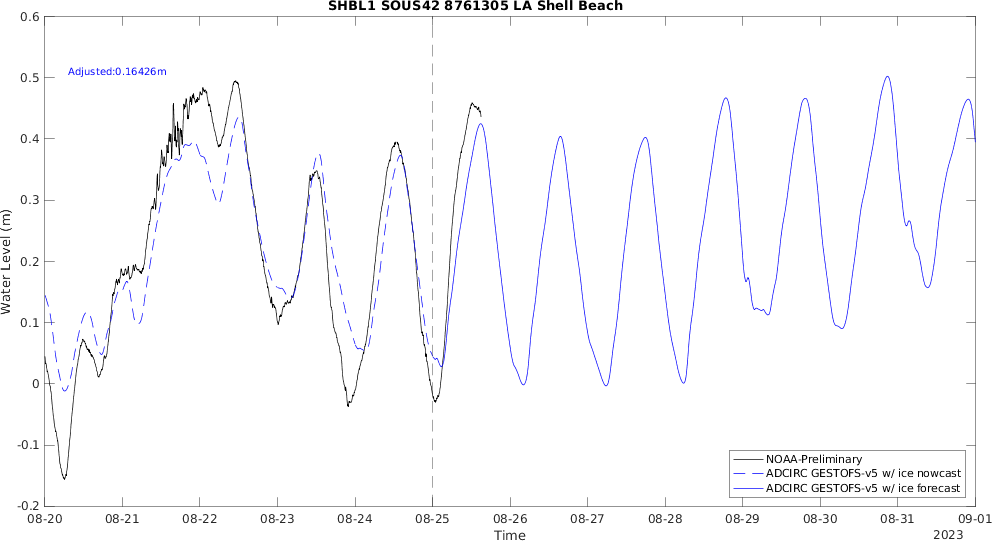 SHBL1 SOUS42 8761305 LA Shell Beach
Adjusted:0.16426m
Water Level (m)
0.6
0.5
0.4
0.3
0.2
0.1
0
-0.1
-0.2
NOAA-Preliminary
ADCIRC GESTOFS-v5 w/ ice nowcast
ADCIRC GESTOFS-v5 w/ ice forecast
08-20 08-21 08-22 08-23 08-24 08-25 08-26 08-27 08-28 08-29 08-30 08-31 09-01
Time
2023